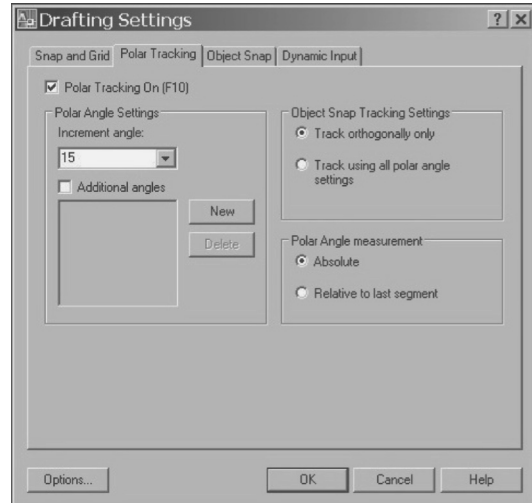 Drafting Settings
? X
Snap and Grid Polar Tracking Object Snap Dynamic Input
Polar Tracking On (F10)
Polar Angle Settings
Increment angle:
15
Additional angles
New
Delete
Object Snap Tracking Settings
Track orthogonally only
Track using all polar angle
settings
Polar Angle measurement
Absolute
Relative to last segment
Options... OK Cancel Help